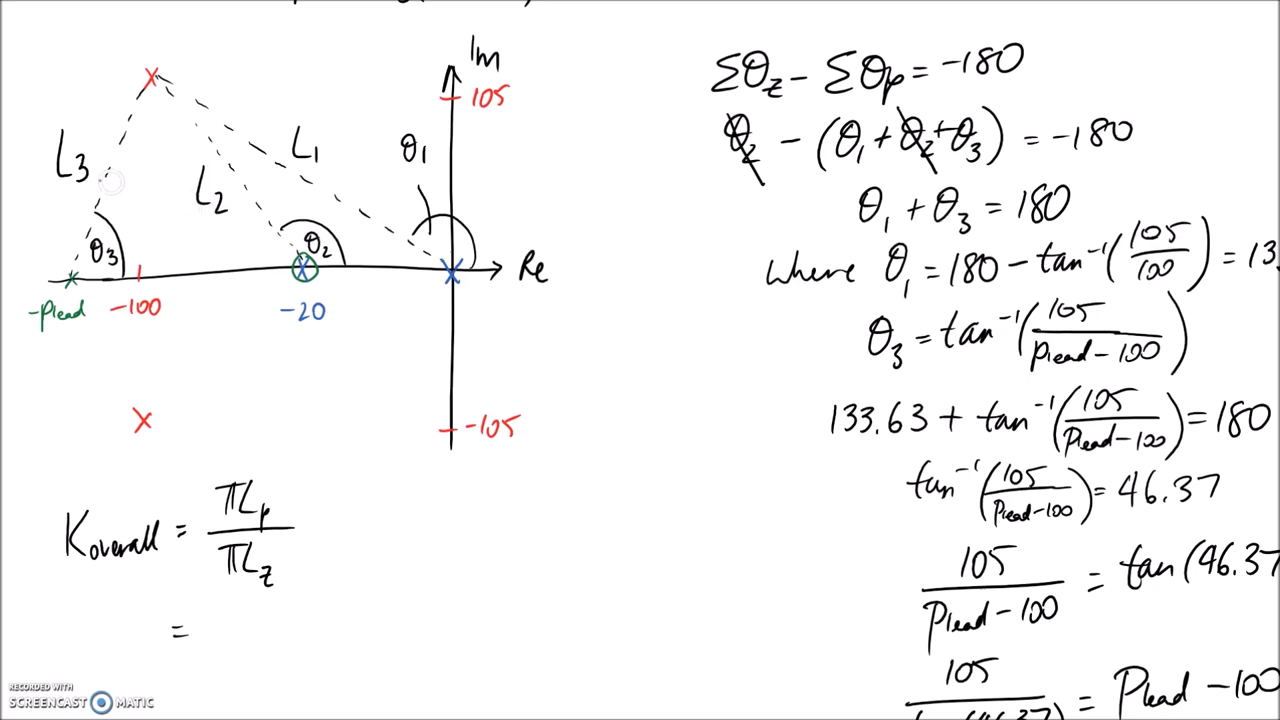 Im
105
L3
L1
θ1
L2
θ3
θ2
Re
-Plead -100
-20
-105
Koverall = πLp / πLz
=
Σθz - Σθp = -180
θ2 - (θ1 + θ2 + θ3) = -180
θ1 + θ3 = 180
where θ1 = 180 - tan⁻¹(105/100) = 13
θ3 = tan⁻¹(105/(Plead - 100))
133.63 + tan⁻¹(105/(Plead - 100)) = 180
tan⁻¹(105/(Plead - 100)) = 46.37
105/(Plead - 100) = tan(46.37
105/(tan(46.37)) = Plead - 100
RECORDED WITH
SCREENCAST MATIC